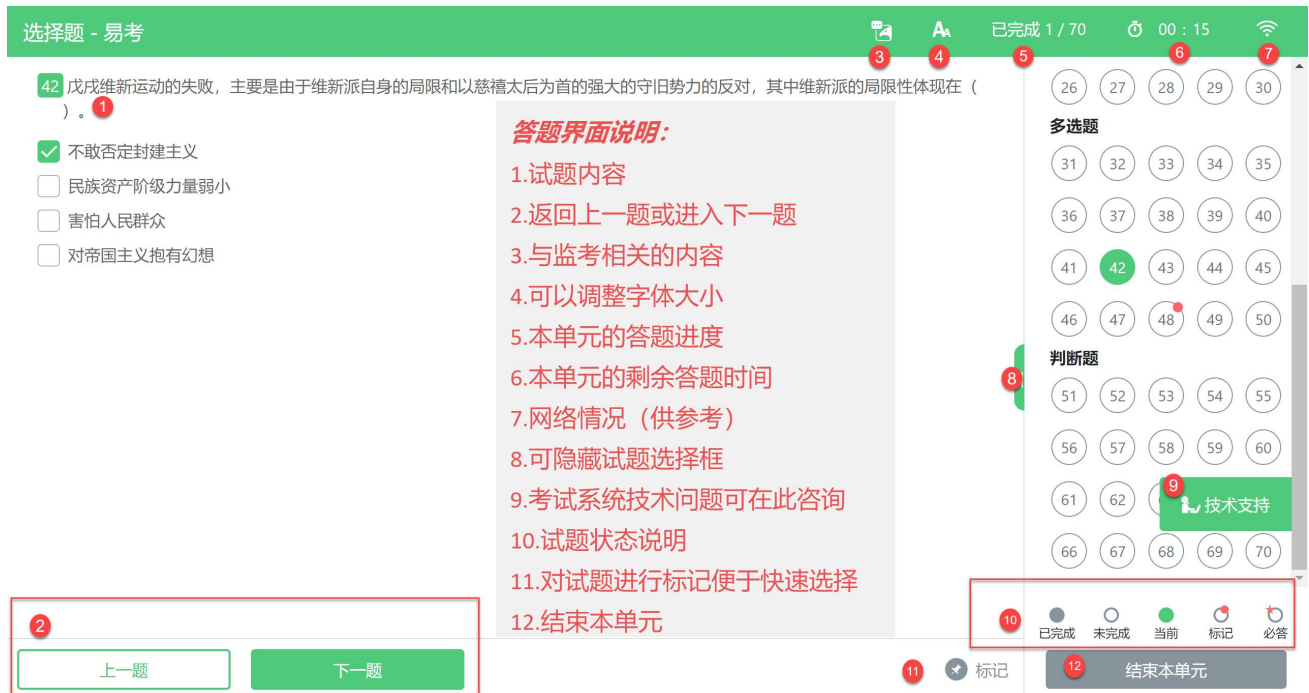 选择题 - 易考
3
AA
4
已完成 1 / 70
5
00 : 15
6
7
42 戊戌维新运动的失败，主要是由于维新派自身的局限和以慈禧太后为首的强大的守旧势力的反对，其中维新派的局限性体现在（
）。 1
不敢否定封建主义
民族资产阶级力量弱小
害怕人民群众
对帝国主义抱有幻想
答题界面说明：
1.试题内容
2.返回上一题或进入下一题
3.与监考相关的内容
4.可以调整字体大小
5.本单元的答题进度
6.本单元的剩余答题时间
7.网络情况（供参考）
8.可隐藏试题选择框
9.考试系统技术问题可在此咨询
10.试题状态说明
11.对试题进行标记便于快速选择
12.结束本单元
26 27 28 29 30
多选题
31 32 33 34 35
36 37 38 39 40
41 42 43 44 45
46 47 48 49 50
判断题
8
51 52 53 54 55
56 57 58 59 60
61 62
9
技术支持
66 67 68 69 70
10
已完成 未完成 当前 标记 必答
2
上一题 下一题
11 标记
12 结束本单元